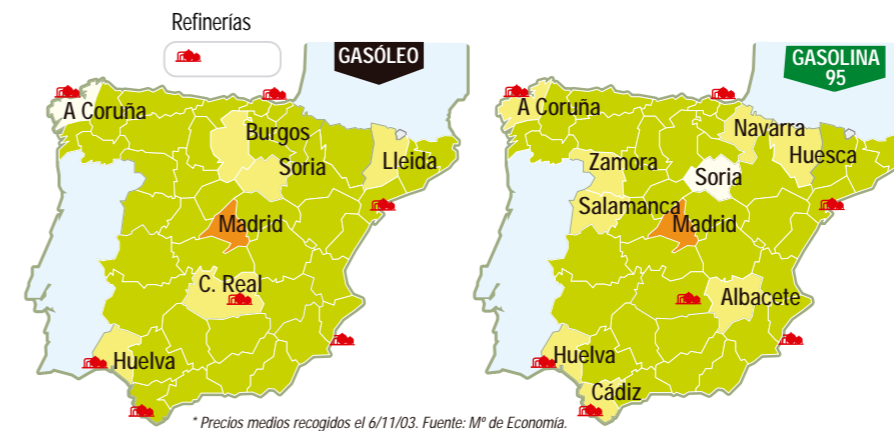 Refinerías
GASÓLEO
A Coruña
Burgos
Soria
Lleida
Madrid
C. Real
Huelva
GASOLINA
95
A Coruña
Navarra
Zamora
Huesca
Soria
Salamanca
Madrid
Albacete
Huelva
Cádiz
* Precios medios recogidos el 6/11/03. Fuente: Mº de Economía.